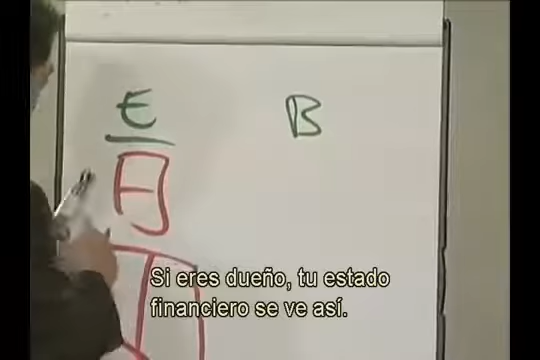 E B
Si eres dueño, tu estado
financiero se ve así.